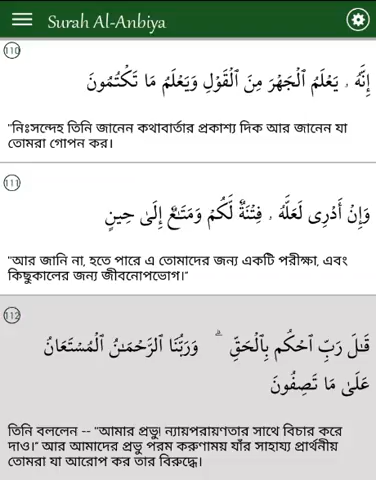 Surah Al-Anbiya
110
إِنَّهُۥ يَعْلَمُ ٱلْجَهْرَ مِنَ ٱلْقَوْلِ وَيَعْلَمُ مَا تَكْتُمُونَ
"নিঃসন্দেহ তিনি জানেন কথাবার্তার প্রকাশ্য দিক আর জানেন যা
তোমরা গোপন কর।
111
وَإِنْ أَدْرِى لَعَلَّهُۥ فِتْنَةٌ لَّكُمْ وَمَتَـٰعٌ إِلَىٰ حِينٍ
"আর জানি না, হতে পারে এ তোমাদের জন্য একটি পরীক্ষা, এবং
কিছুকালের জন্য জীবনোপভোগ।"
112
قَـٰلَ رَبِّ ٱحْكُم بِٱلْحَقِّ ۗ وَرَبُّنَا ٱلرَّحْمَـٰنُ ٱلْمُسْتَعَانُ
عَلَىٰ مَا تَصِفُونَ
তিনি বললেন -- "আমার প্রভু! ন্যায়পরায়ণতার সাথে বিচার করে
দাও।" আর আমাদের প্রভু পরম করুণাময় যাঁর সাহায্য প্রার্থনীয়
তোমরা যা আরোপ কর তার বিরুদ্ধে।